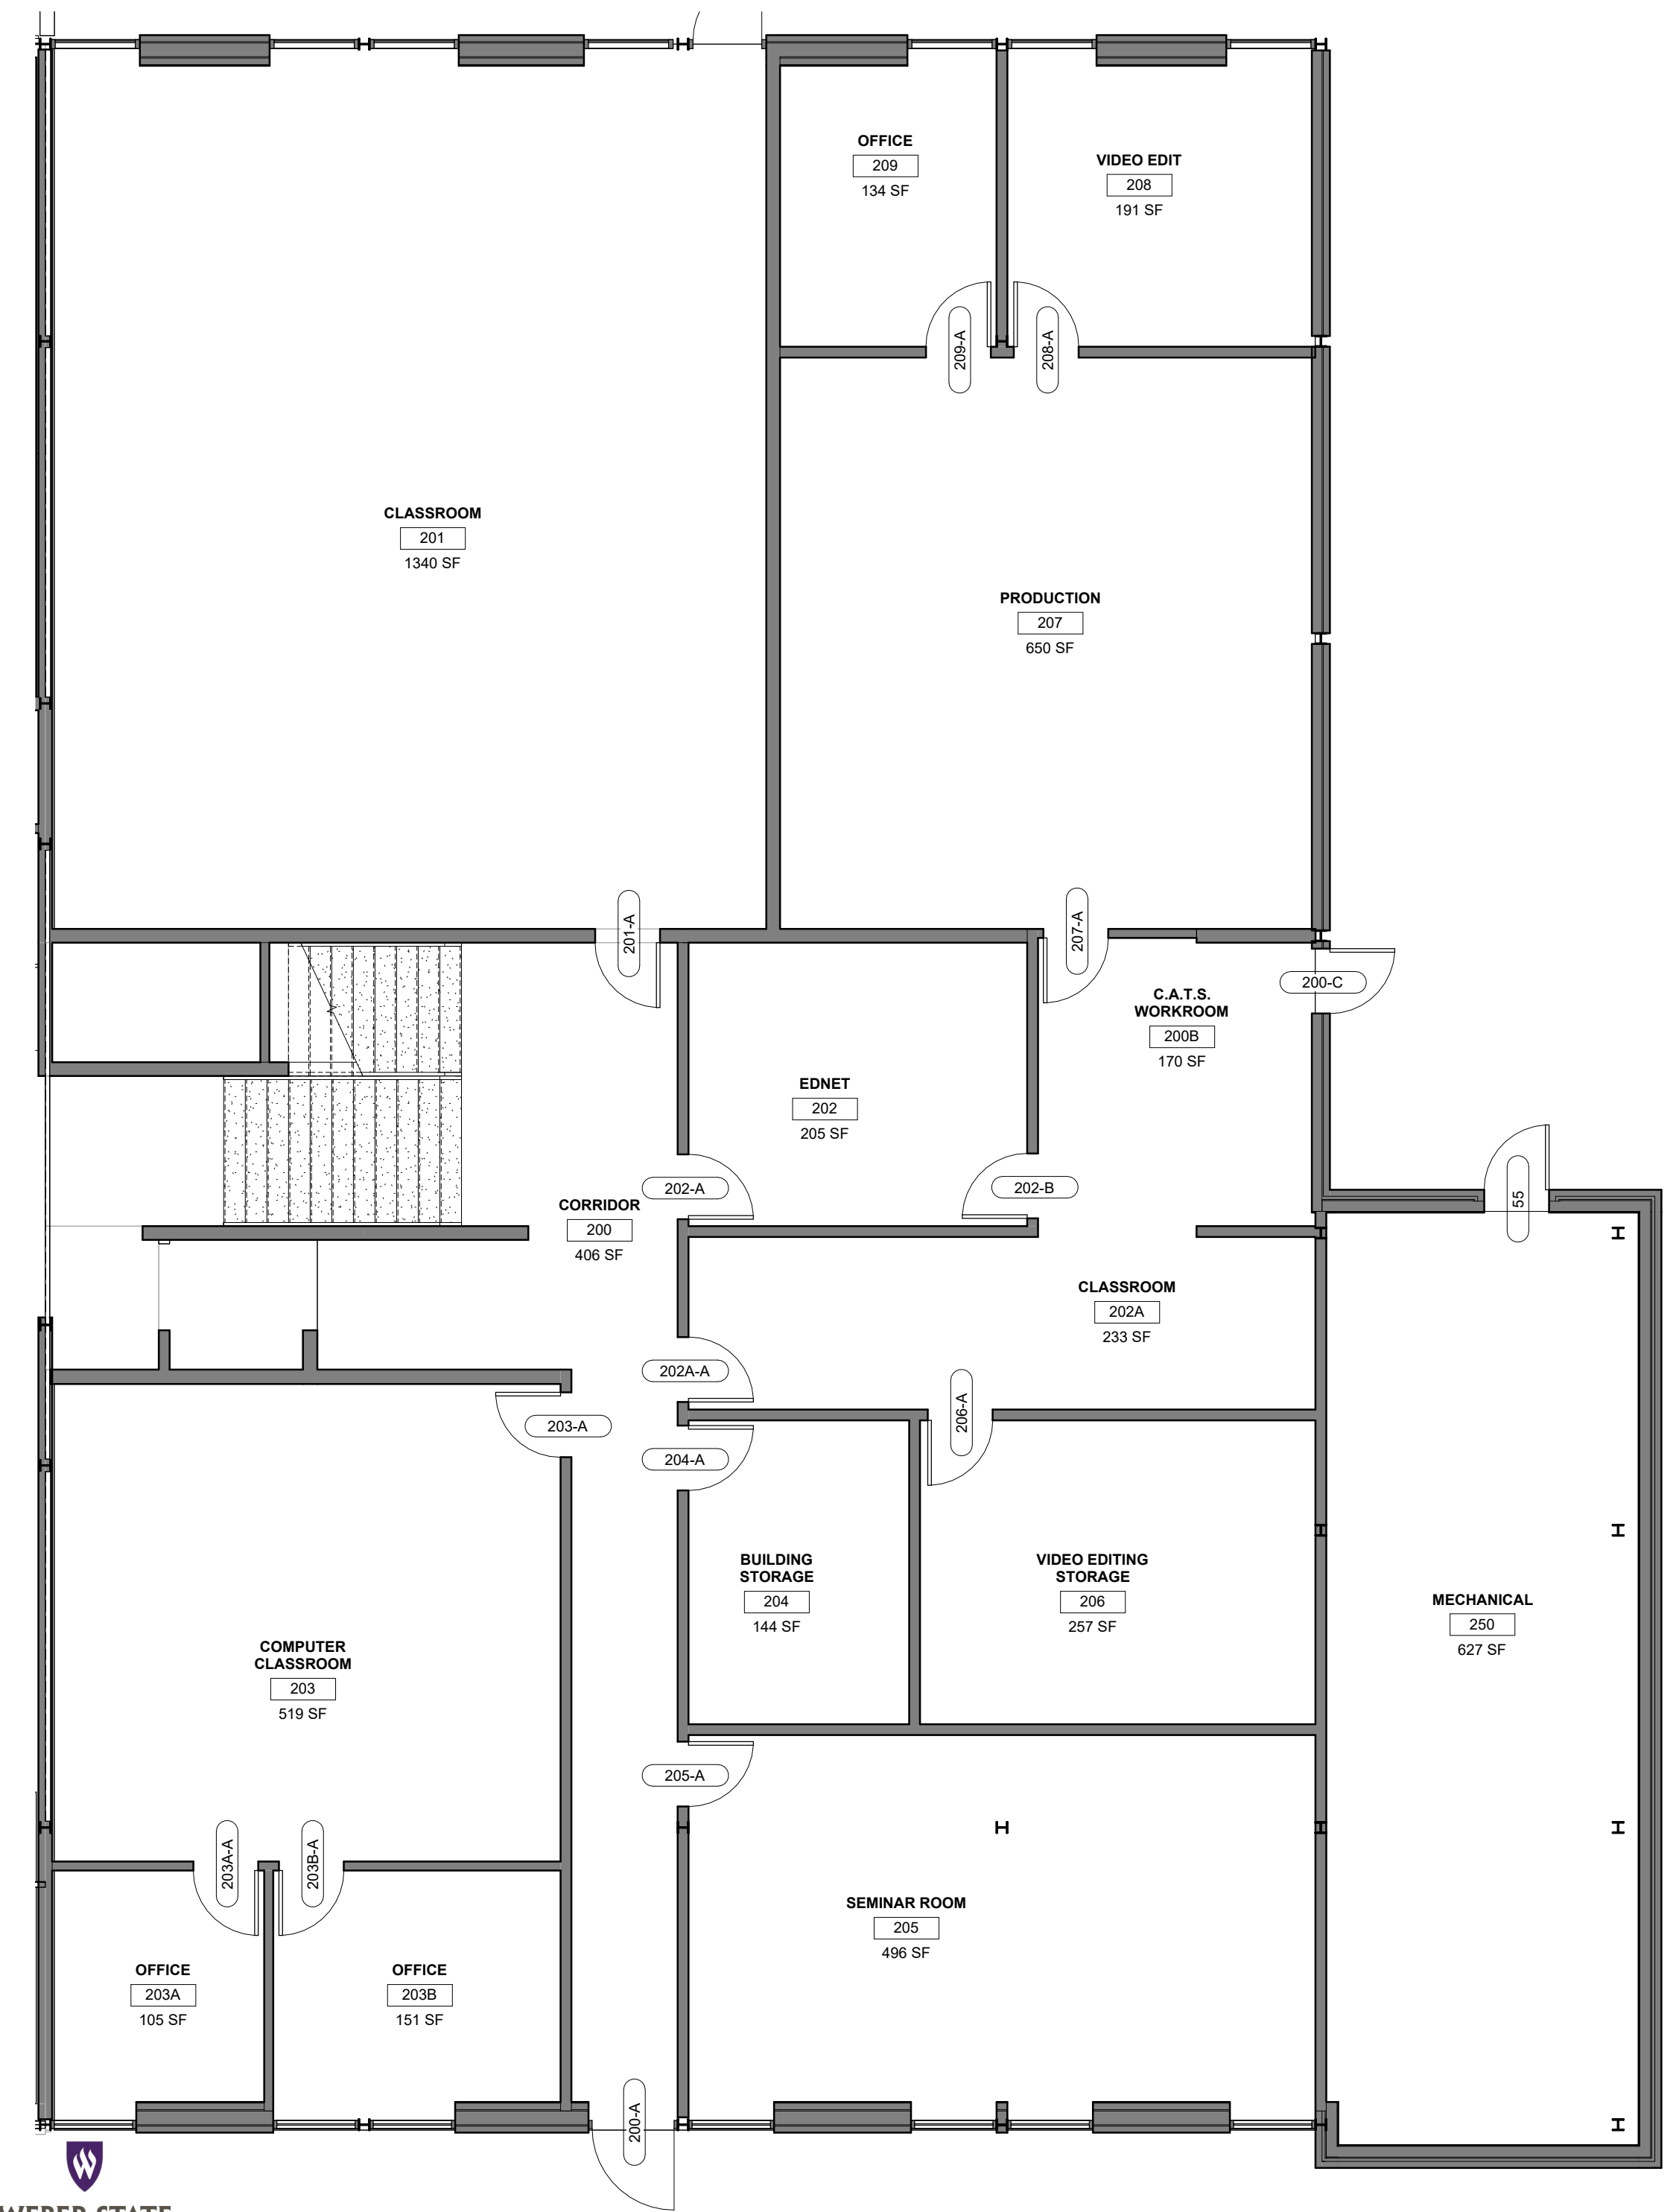 OFFICE
209
134 SF
VIDEO EDIT
208
191 SF
209-A
208-A
CLASSROOM
201
1340 SF
PRODUCTION
207
650 SF
201-A
207-A
200-C
C.A.T.S.
WORKROOM
200B
170 SF
EDNET
202
205 SF
202-A
202-B
55
CORRIDOR
200
406 SF
CLASSROOM
202A
233 SF
202A-A
206-A
203-A
204-A
BUILDING
STORAGE
204
144 SF
VIDEO EDITING
STORAGE
206
257 SF
MECHANICAL
250
627 SF
COMPUTER
CLASSROOM
203
519 SF
205-A
203A-A
203B-A
SEMINAR ROOM
205
496 SF
OFFICE
203A
105 SF
OFFICE
203B
151 SF
200-A
WEBER STATE